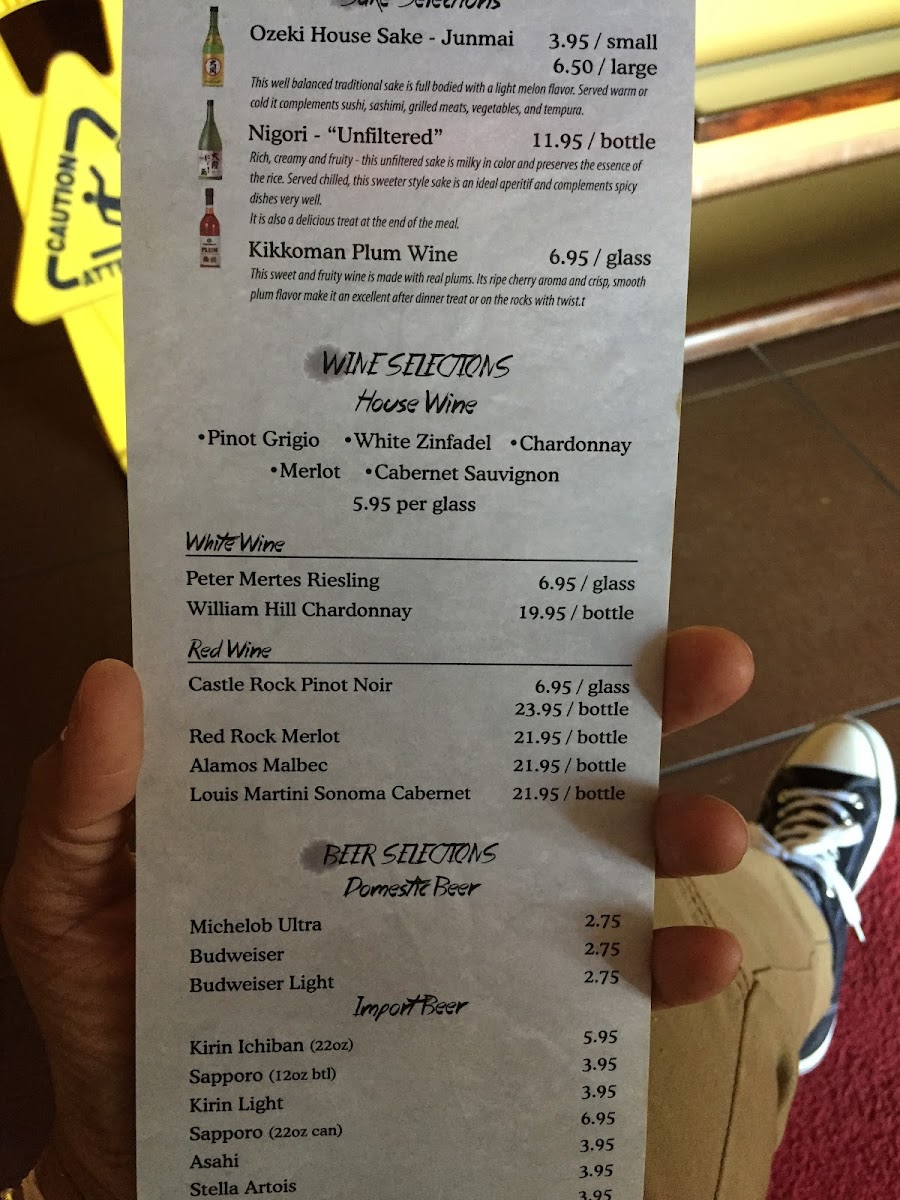 Sake Selections
Ozeki House Sake - Junmai 3.95 / small
6.50 / large
This well balanced traditional sake is full bodied with a light melon flavor. Served warm or
cold it complements sushi, sashimi, grilled meats, vegetables, and tempura.
Nigori - “Unfiltered” 11.95 / bottle
Rich, creamy and fruity - this unfiltered sake is milky in color and preserves the essence of
the rice. Served chilled, this sweeter style sake is an ideal aperitif and complements spicy
dishes very well.
It is also a delicious treat at the end of the meal.
Kikkoman Plum Wine 6.95 / glass
This sweet and fruity wine is made with real plums. Its ripe cherry aroma and crisp, smooth
plum flavor make it an excellent after dinner treat or on the rocks with twist.t
WINE SELECTIONS
House Wine
•Pinot Grigio •White Zinfadel •Chardonnay
•Merlot •Cabernet Sauvignon
5.95 per glass
White Wine
Peter Mertes Riesling 6.95 / glass
William Hill Chardonnay 19.95 / bottle
Red Wine
Castle Rock Pinot Noir 6.95 / glass
23.95 / bottle
Red Rock Merlot 21.95 / bottle
Alamos Malbec 21.95 / bottle
Louis Martini Sonoma Cabernet 21.95 / bottle
BEER SELECTIONS
Domestic Beer
Michelob Ultra 2.75
Budweiser 2.75
Budweiser Light 2.75
Import Beer
Kirin Ichiban (22oz) 5.95
Sapporo (12oz btl) 3.95
Kirin Light 3.95
Sapporo (22oz can) 6.95
Asahi 3.95
Stella Artois 3.95
3.95
CAUTION